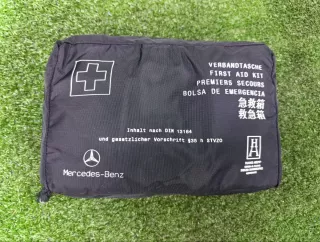 VERBANDTASCHE
FIRST AID KIT
PREMIERS SECOURS
BOLSA DE EMERGENCIA
急救箱
救急箱
Inhalt nach DIN 13164
und gesetzlicher Vorschrift §35 h STVZO
Mercedes-Benz